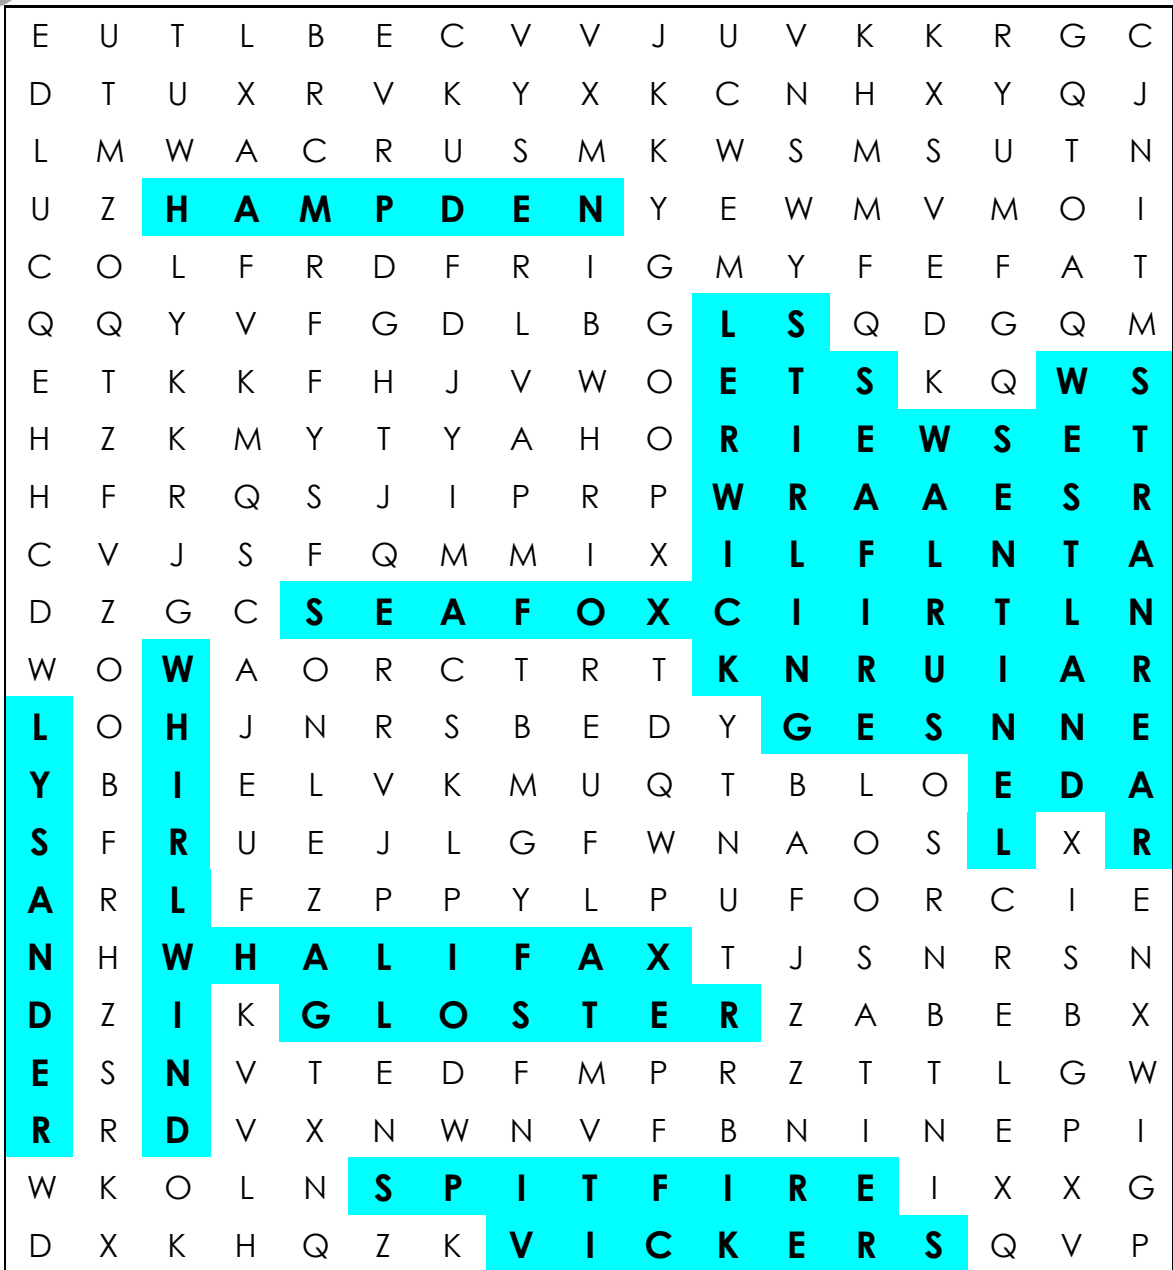 E U T L B E C V V J U V K K R G C
D T U X R V K Y X K C N H X Y Q J
L M W A C R U S M K W S M S U T N
U Z H A M P D E N Y E W M V M O I
C O L F R D F R I G M Y F E F A T
Q Q Y V F G D L B G L S Q D G Q M
E T K K F H J V W O E T S K Q W S
H Z K M Y T Y A H O R I E W S E T
H F R Q S J I P R P W R A A E S R
C V J S F Q M M I X I L F L N T A
D Z G C S E A F O X C I I R T L N
W O W A O R C T R T K N R U I A R
L O H J N R S B E D Y G E S N N E
Y B I E L V K M U Q T B L O E D A
S F R U E J L G F W N A O S L X R
A R L F Z P P Y L P U F O R C I E
N H W H A L I F A X T J S N R S N
D Z I K G L O S T E R Z A B E B X
E S N V T E D F M P R Z T T L G W
R R D V X N W N V F B N I N E P I
W K O L N S P I T F I R E I X X G
D X K H Q Z K V I C K E R S Q V P